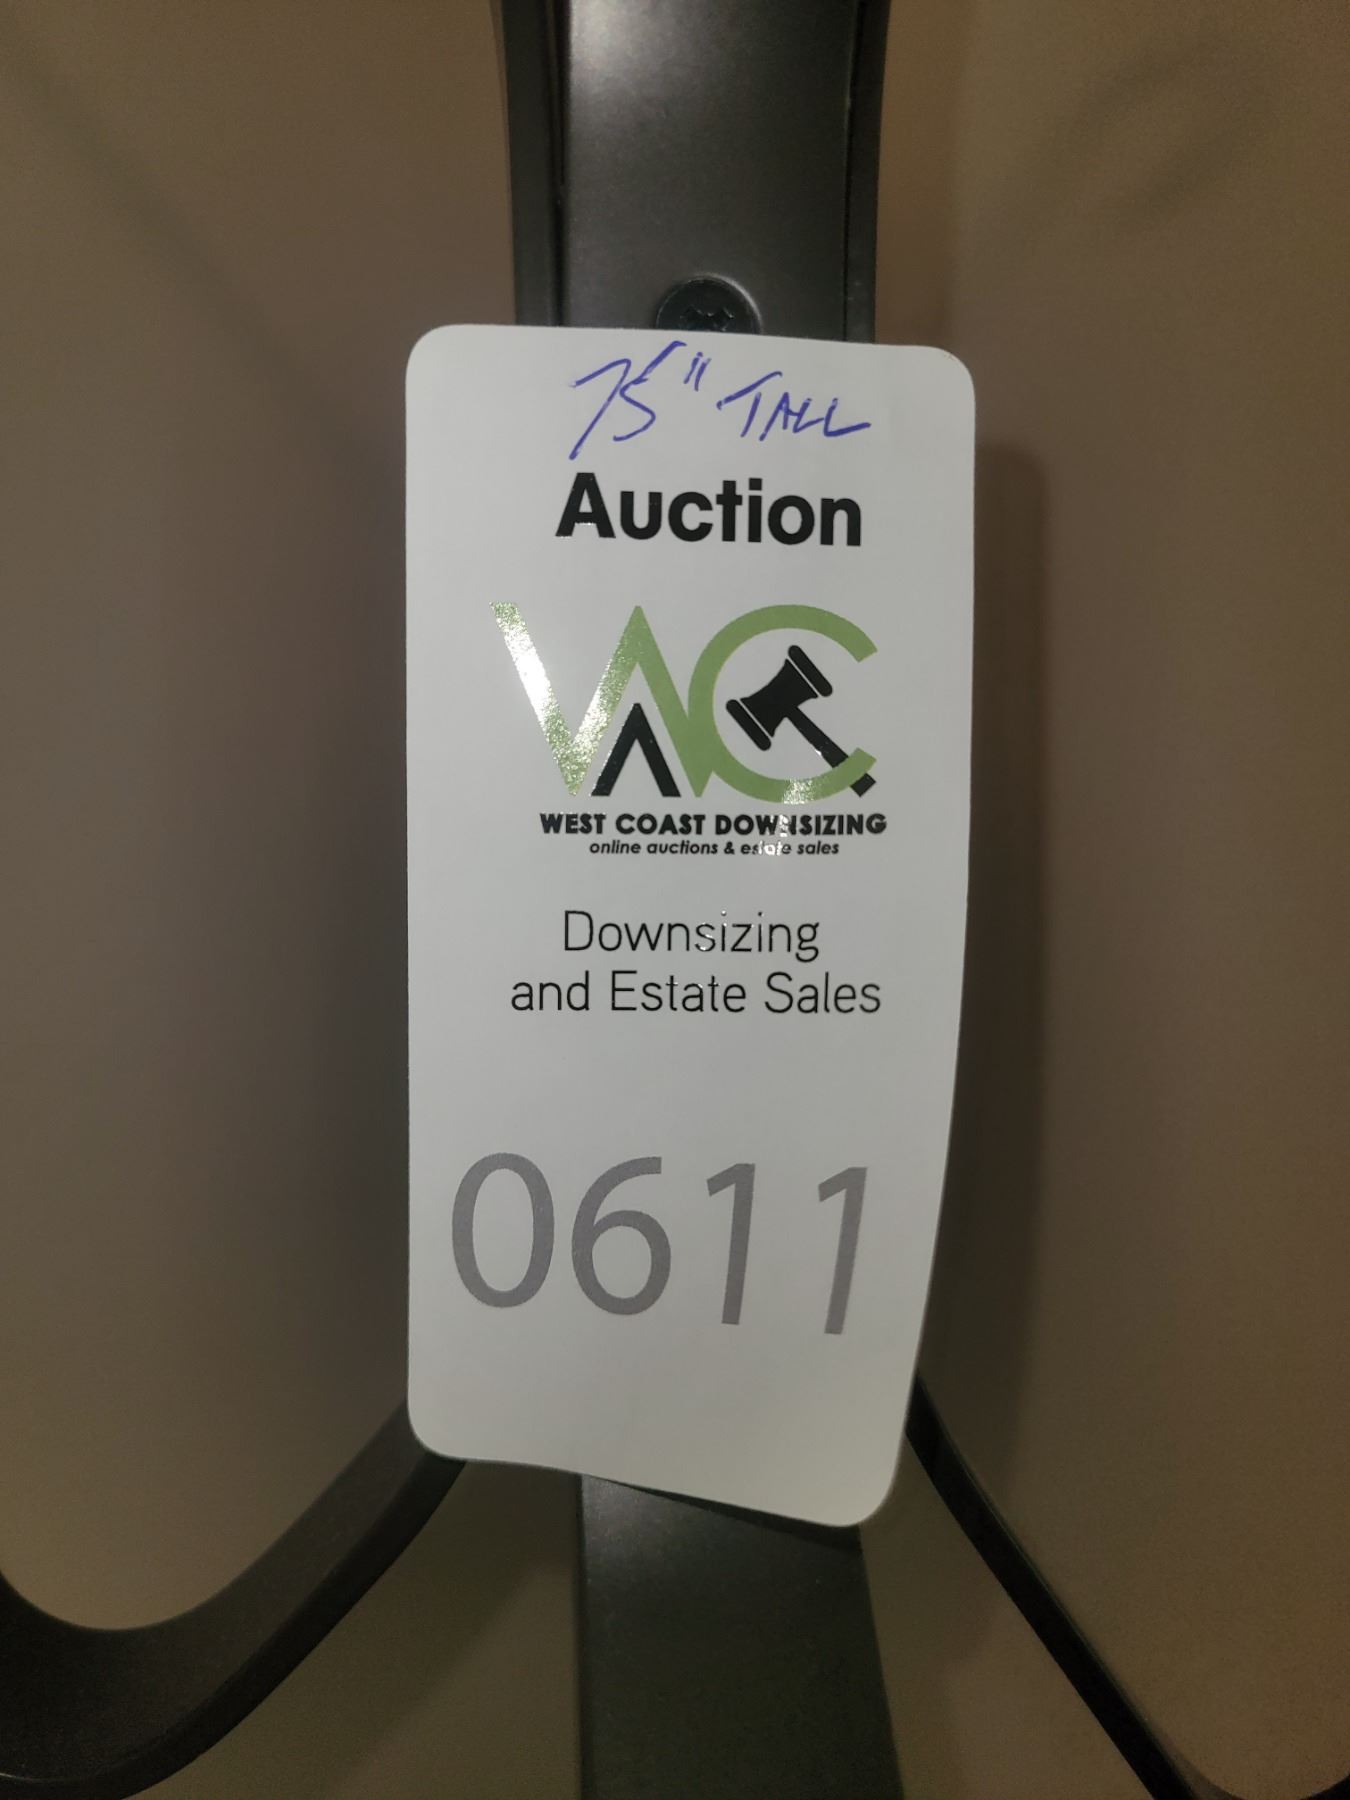 75" TALL
Auction
WC
WEST COAST DOWNSIZING
online auctions & estate sales
Downsizing
and Estate Sales
0611